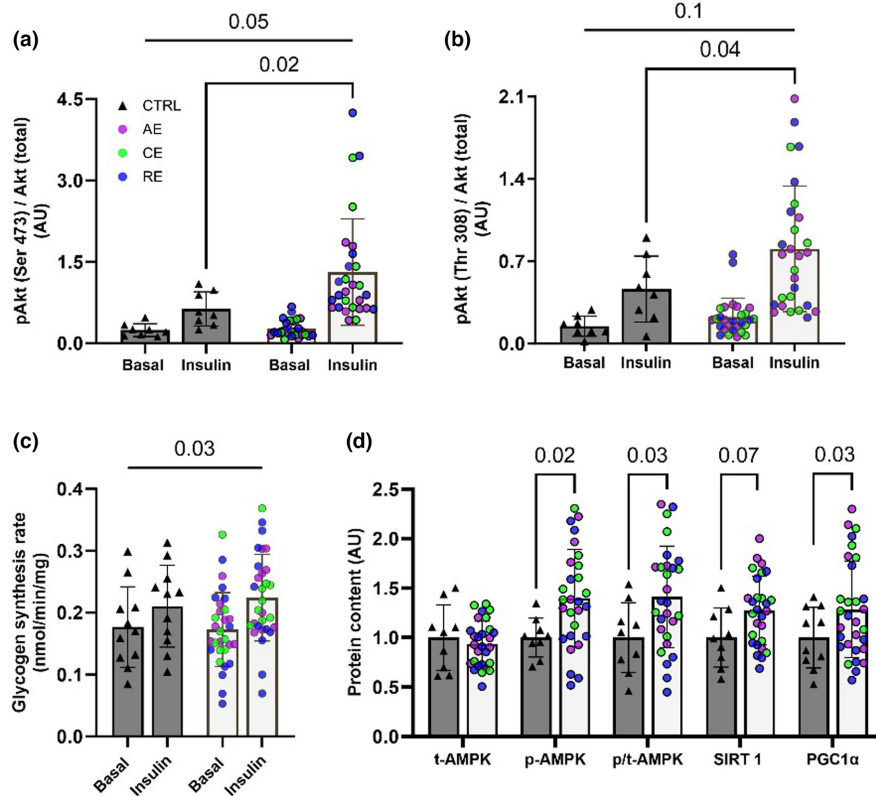 (a)
0.05
0.02
pAkt (Ser 473) / Akt (total)
(AU)
4.5
3.0
1.5
0.0
CTRL
AE
CE
RE
Basal Insulin Basal Insulin
(b)
0.1
0.04
pAkt (Thr 308) / Akt (total)
(AU)
2.1
1.4
0.7
0.0
Basal Insulin Basal Insulin
(c)
0.03
Glycogen synthesis rate
(nmol/min/mg)
0.4
0.3
0.2
0.1
0.0
Basal Insulin Basal Insulin
(d)
0.02 0.03 0.07 0.03
Protein content (AU)
2.5
2.0
1.5
1.0
0.5
0.0
t-AMPK p-AMPK p/t-AMPK SIRT 1 PGC1α